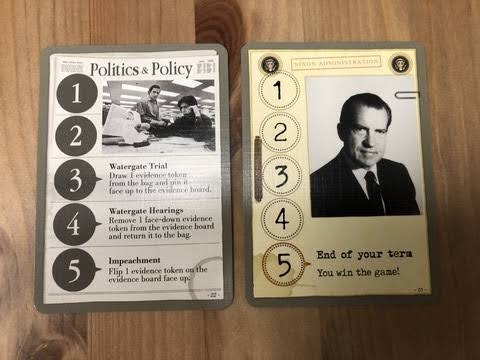 Politics & Policy
1
2
3
Watergate Trial
Draw 1 evidence token
from the bag and pin it
face up to the evidence board.
4
Watergate Hearings
Remove 1 face-down evidence
token from the evidence board
and return it to the bag.
5
Impeachment
Flip 1 evidence token on the
evidence board face up.
- 22 -
NIXON ADMINISTRATION
1
2
3
4
5
End of your term
You win the game!